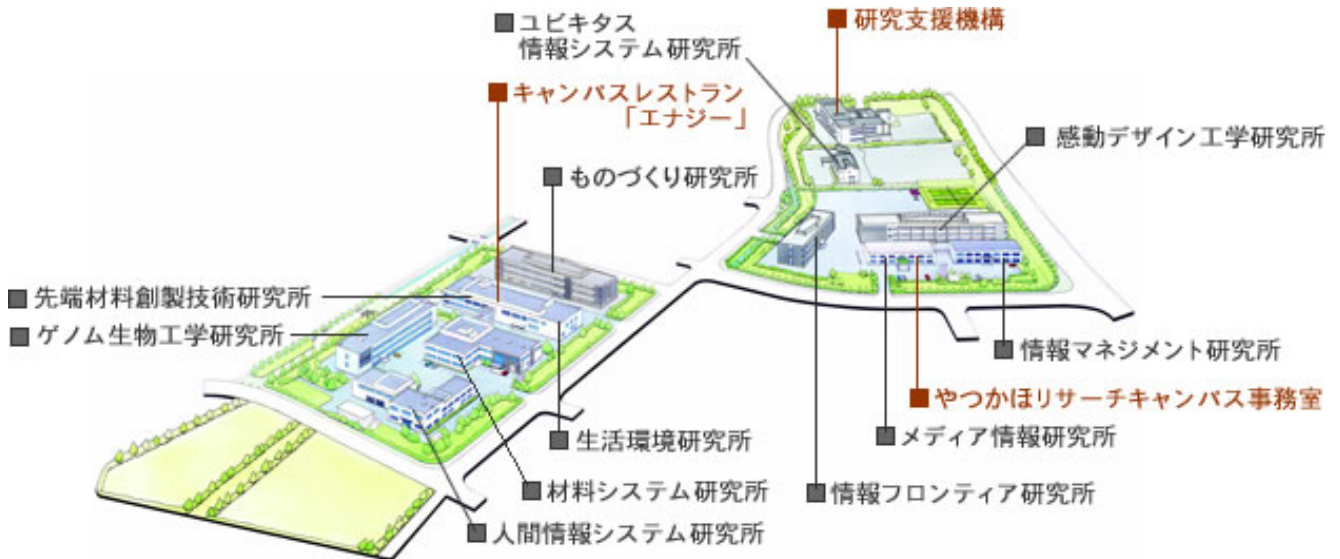 ユビキタス
情報システム研究所
研究支援機構
キャンパスレストラン
「エナジー」
感動デザイン工学研究所
ものづくり研究所
先端材料創製技術研究所
ゲノム生物工学研究所
情報マネジメント研究所
やつかほリサーチキャンパス事務室
生活環境研究所
メディア情報研究所
材料システム研究所
情報フロンティア研究所
人間情報システム研究所